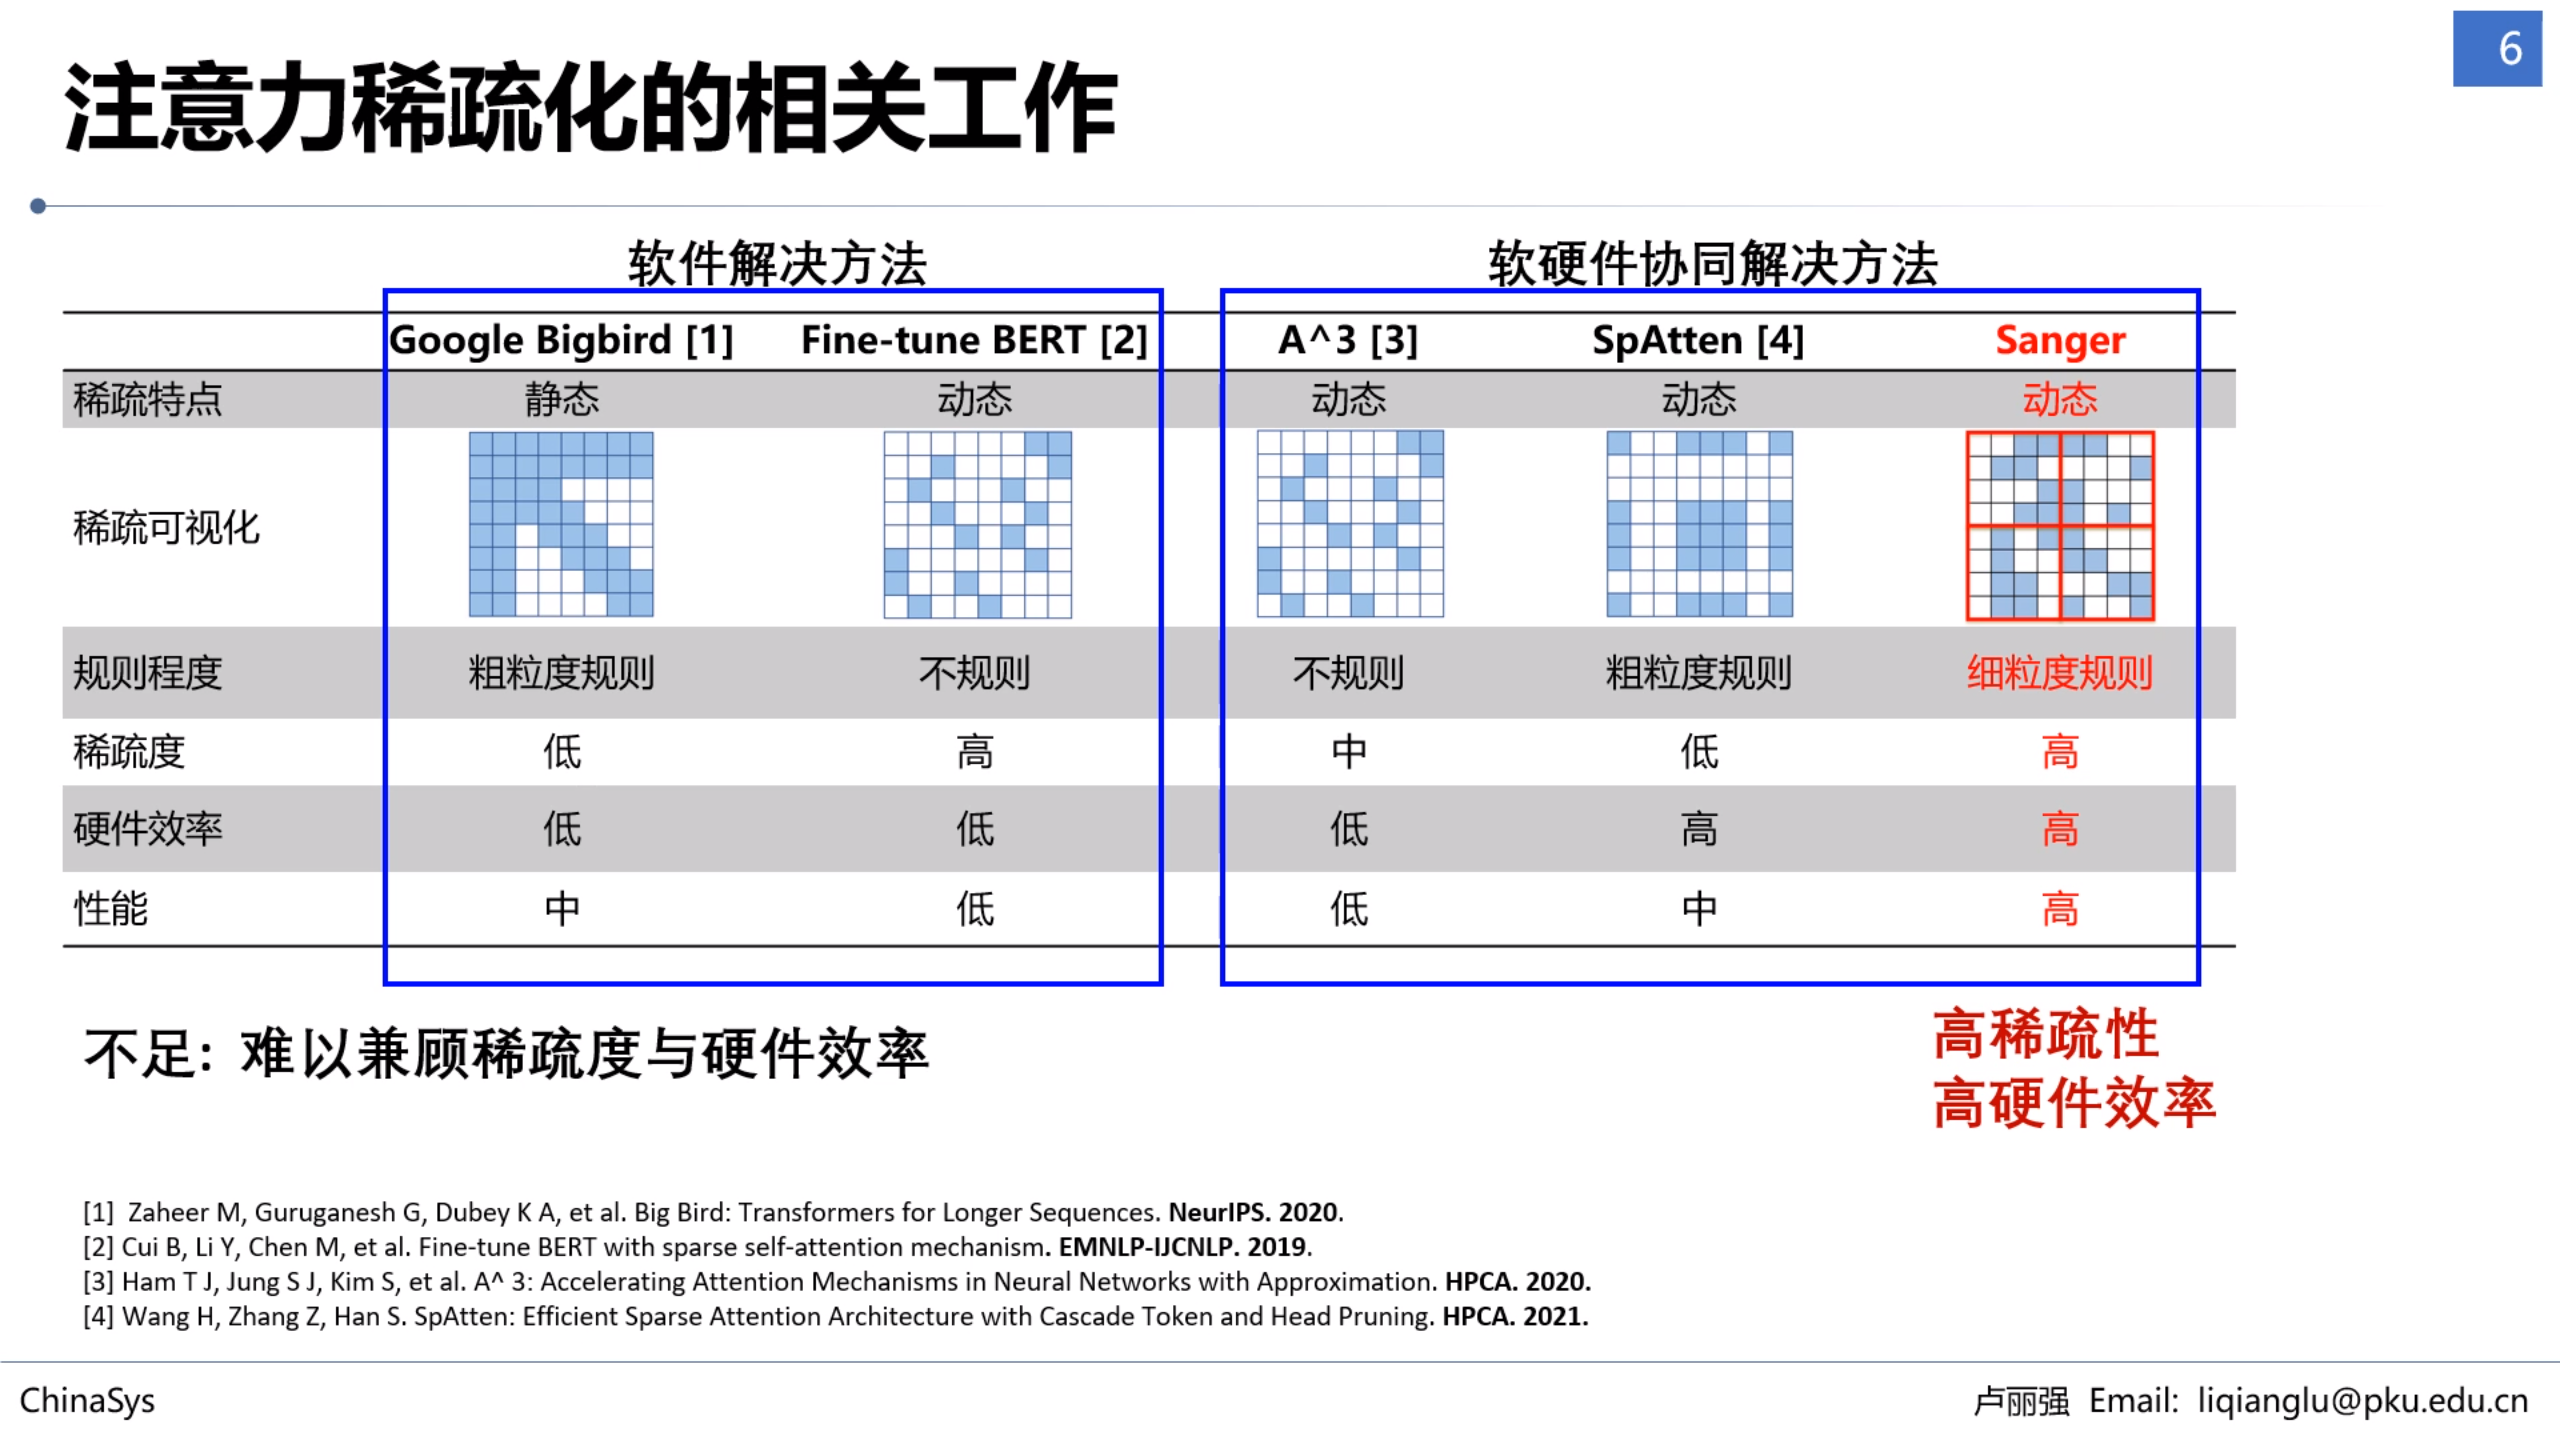 6
注意力稀疏化的相关工作
软件解决方法 软硬件协同解决方法
Google Bigbird [1] Fine-tune BERT [2] A^3 [3] SpAtten [4] Sanger
稀疏特点 静态 动态 动态 动态 动态
稀疏可视化
规则程度 粗粒度规则 不规则 不规则 粗粒度规则 细粒度规则
稀疏度 低 高 中 低 高
硬件效率 低 低 低 高 高
性能 中 低 低 中 高
不足: 难以兼顾稀疏度与硬件效率
高稀疏性
高硬件效率
[1] Zaheer M, Guruganesh G, Dubey K A, et al. Big Bird: Transformers for Longer Sequences. NeurIPS. 2020.
[2] Cui B, Li Y, Chen M, et al. Fine-tune BERT with sparse self-attention mechanism. EMNLP-IJCNLP. 2019.
[3] Ham T J, Jung S J, Kim S, et al. A^ 3: Accelerating Attention Mechanisms in Neural Networks with Approximation. HPCA. 2020.
[4] Wang H, Zhang Z, Han S. SpAtten: Efficient Sparse Attention Architecture with Cascade Token and Head Pruning. HPCA. 2021.
ChinaSys 卢丽强 Email: liqianglu@pku.edu.cn